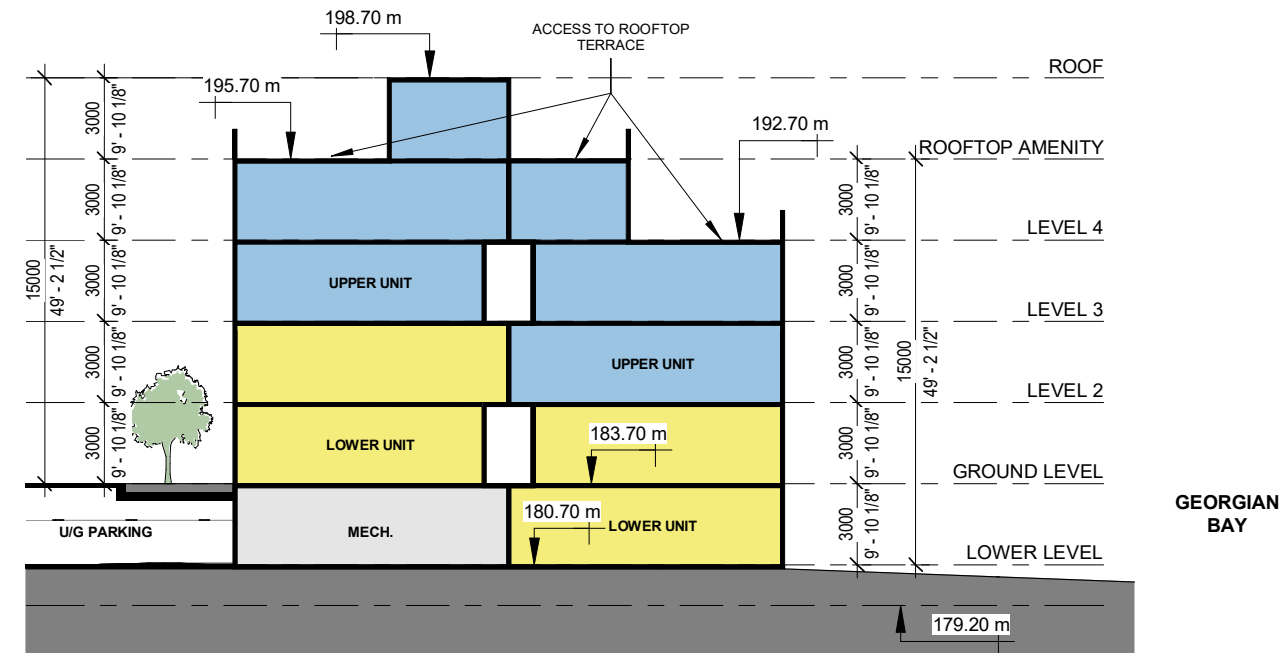 198.70 m
ACCESS TO ROOFTOP
TERRACE
ROOF
195.70 m
3000
9' - 10 1/8"
192.70 m
ROOFTOP AMENITY
3000
9' - 10 1/8"
3000
9' - 10 1/8"
LEVEL 4
15000
49' - 2 1/2"
3000
9' - 10 1/8"
UPPER UNIT
3000
9' - 10 1/8"
LEVEL 3
3000
9' - 10 1/8"
UPPER UNIT
3000
9' - 10 1/8"
15000
49' - 2 1/2"
LEVEL 2
3000
9' - 10 1/8"
LOWER UNIT
183.70 m
3000
9' - 10 1/8"
GROUND LEVEL
GEORGIAN
BAY
180.70 m
U/G PARKING
MECH.
LOWER UNIT
3000
9' - 10 1/8"
LOWER LEVEL
179.20 m